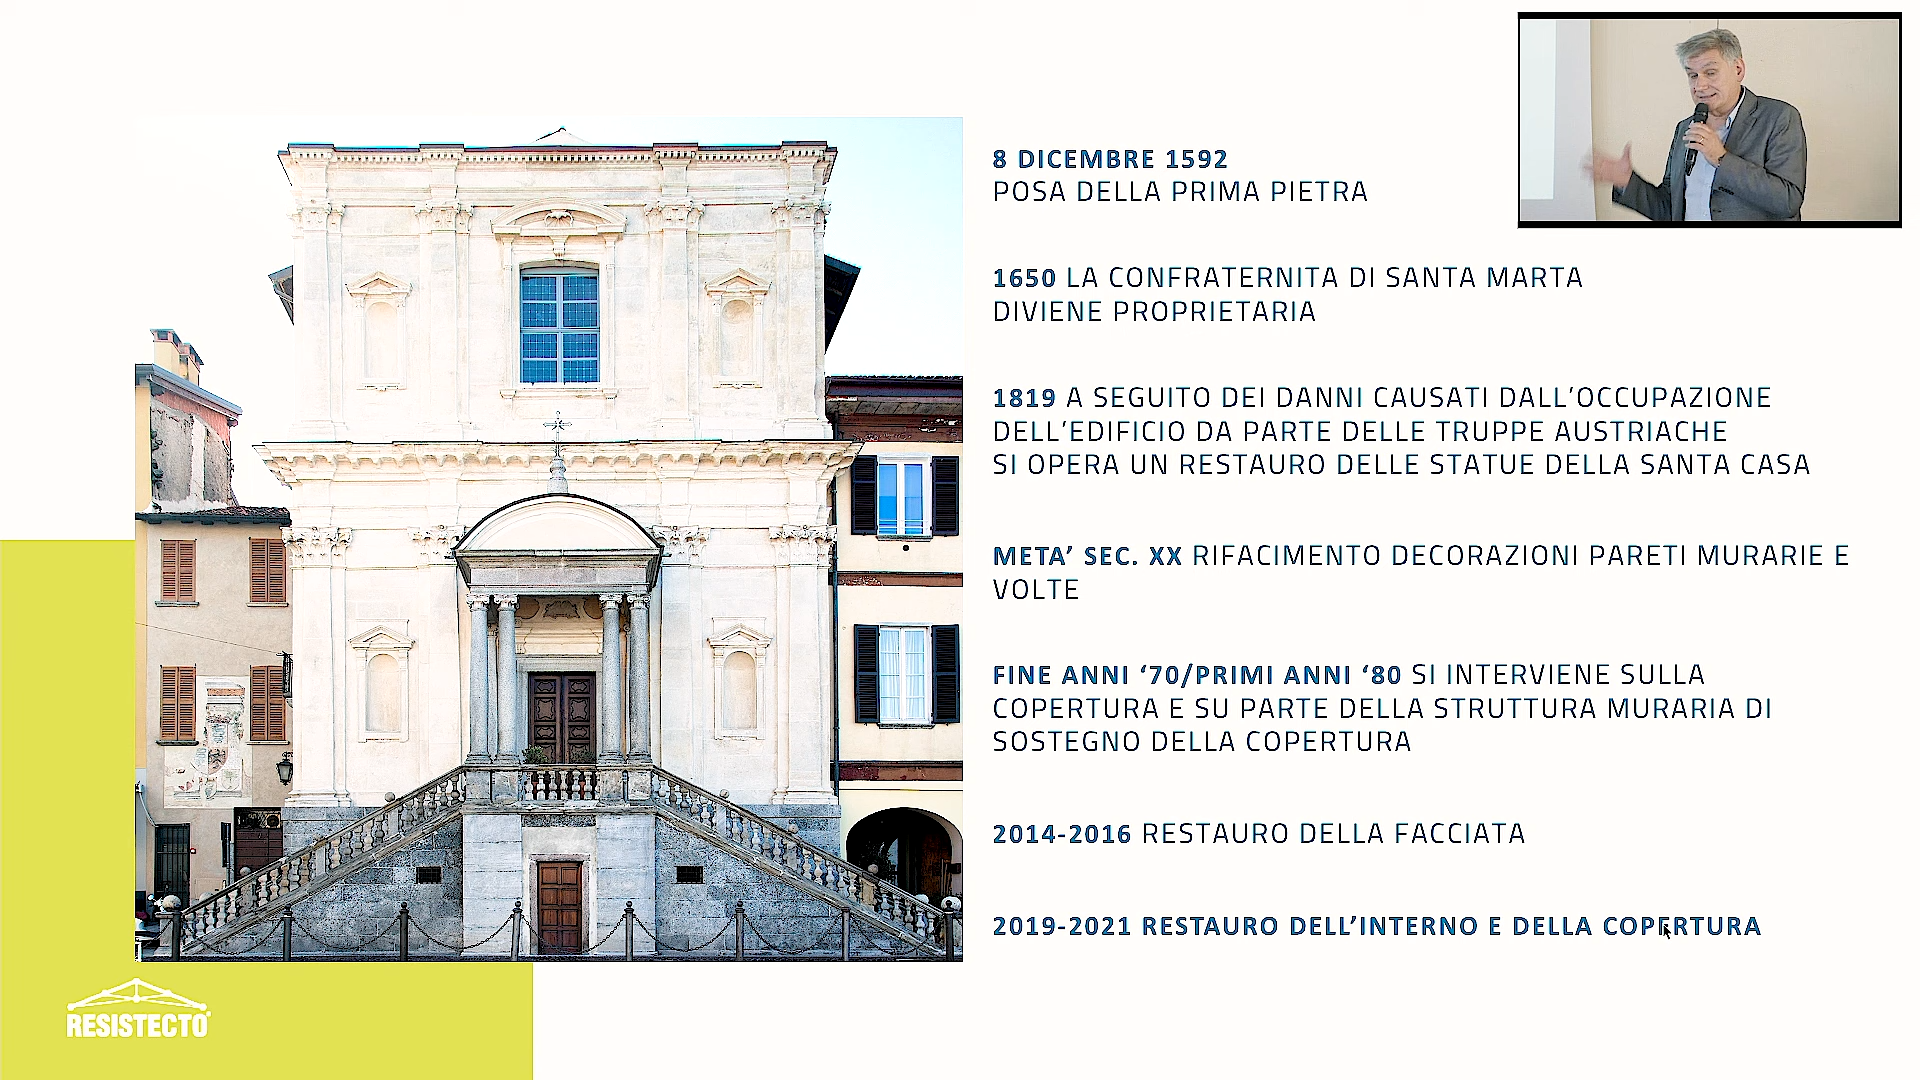 8 DICEMBRE 1592
POSA DELLA PRIMA PIETRA
1650 LA CONFRATERNITA DI SANTA MARTA
DIVIENE PROPRIETARIA
1819 A SEGUITO DEI DANNI CAUSATI DALL’OCCUPAZIONE
DELL’EDIFICIO DA PARTE DELLE TRUPPE AUSTRIACHE
SI OPERA UN RESTAURO DELLE STATUE DELLA SANTA CASA
META’ SEC. XX RIFACIMENTO DECORAZIONI PARETI MURARIE E
VOLTE
FINE ANNI ‘70/PRIMI ANNI ‘80 SI INTERVIENE SULLA
COPERTURA E SU PARTE DELLA STRUTTURA MURARIA DI
SOSTEGNO DELLA COPERTURA
2014-2016 RESTAURO DELLA FACCIATA
2019-2021 RESTAURO DELL’INTERNO E DELLA COPERTURA
RESISTECTO